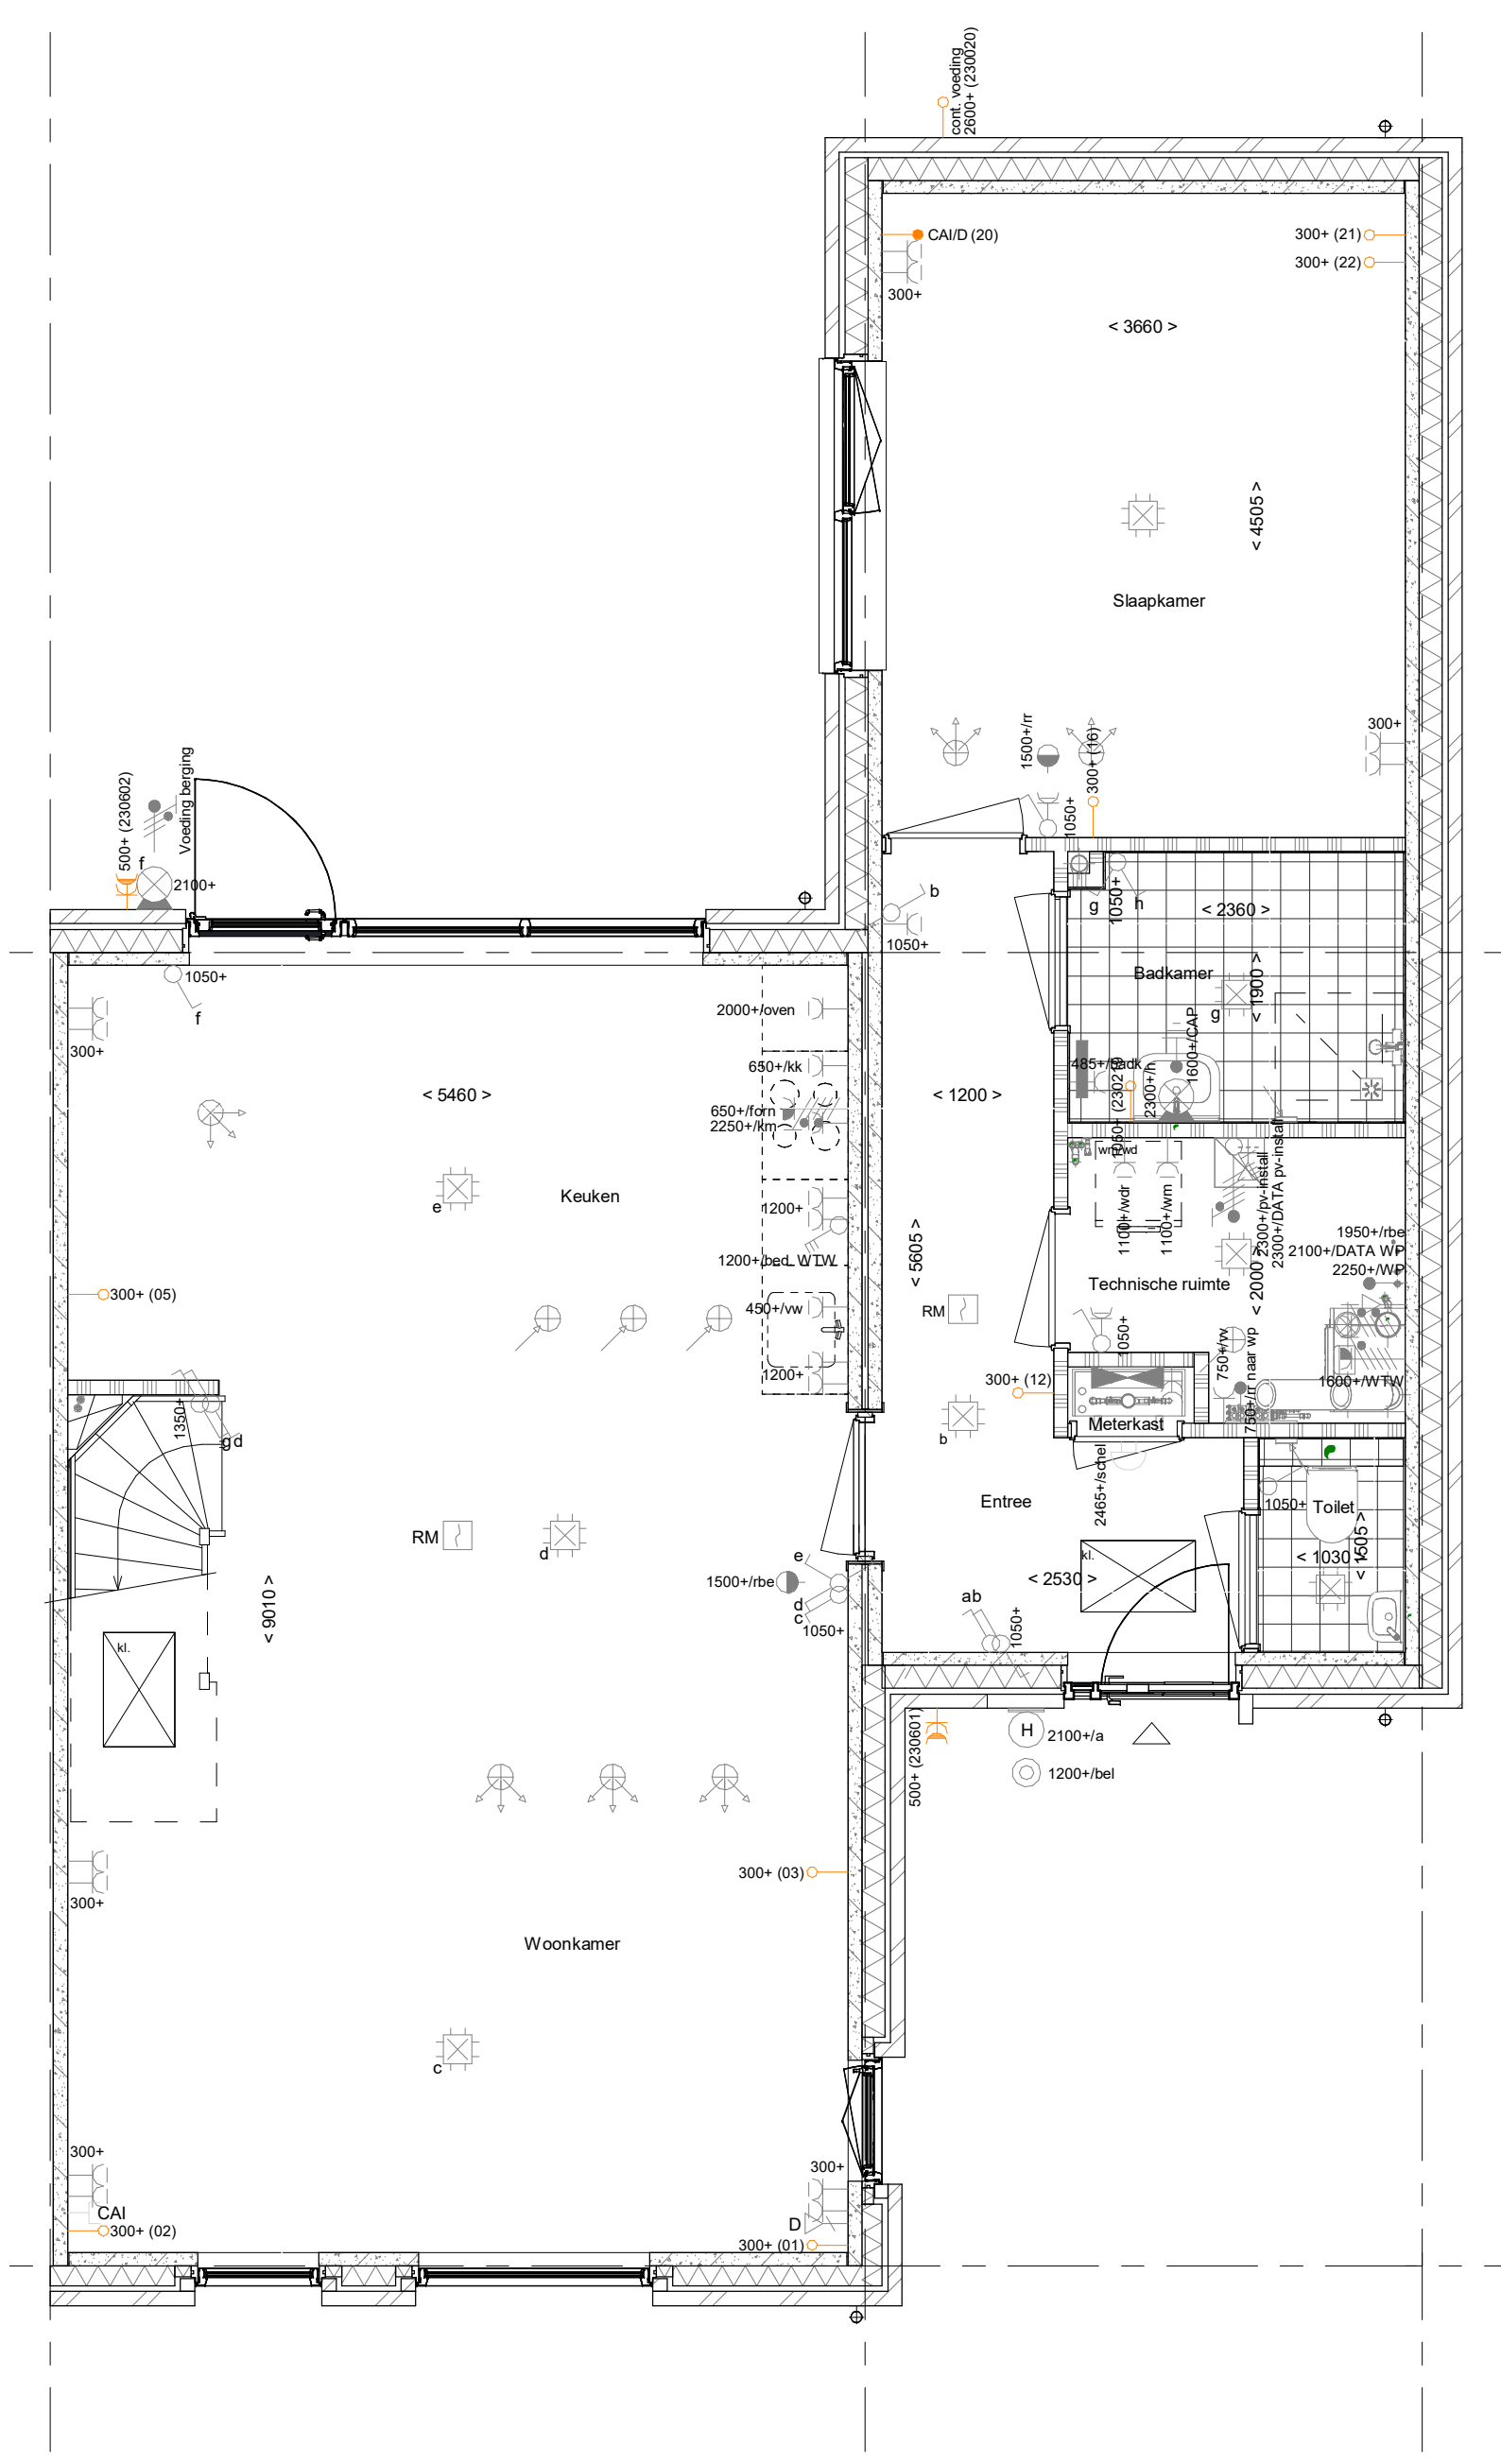 cont. voeding
2600+ (230020)
CAI/D (20)
300+
300+ (21)
300+ (22)
< 3660 >
< 4505 >
Slaapkamer
300+
1500+/rr
300+ (16)
1050+
Voeding berging
500+ (230602)
f
2100+
1050+
f
b
1050+
g
1050+
h
< 2360 >
Badkamer
< 1900 >
g
1600+/CAP
2300+/h
300+
2000+/oven
650+/kk
650+/forn
2250+/km
< 5460 >
< 1200 >
Keuken
e
1200+
1200+/bed. WTW
450+/vw
1200+
300+ (05)
< 5605 >
1100+/wdr
1100+/wm
2300+/pv-install
2300+/DATA pv-install
1950+/rbe
2100+/DATA WP
2250+/WP
Technische ruimte
< 2000 >
RM
1050+
750+/vv
750+/rr naar wp
1600+/WTW
300+ (12)
Meterkast
b
1350+
gd
2465+/schel
Entree
1050+
Toilet
< 1505 >
< 1030 >
RM
d
e
1500+/rbe
d
c
1050+
kl.
< 2530 >
ab
1050+
< 9010 >
kl.
500+ (230601)
H
2100+/a
1200+/bel
300+ (03)
300+
Woonkamer
c
300+
CAI
300+ (02)
300+
D
300+ (01)